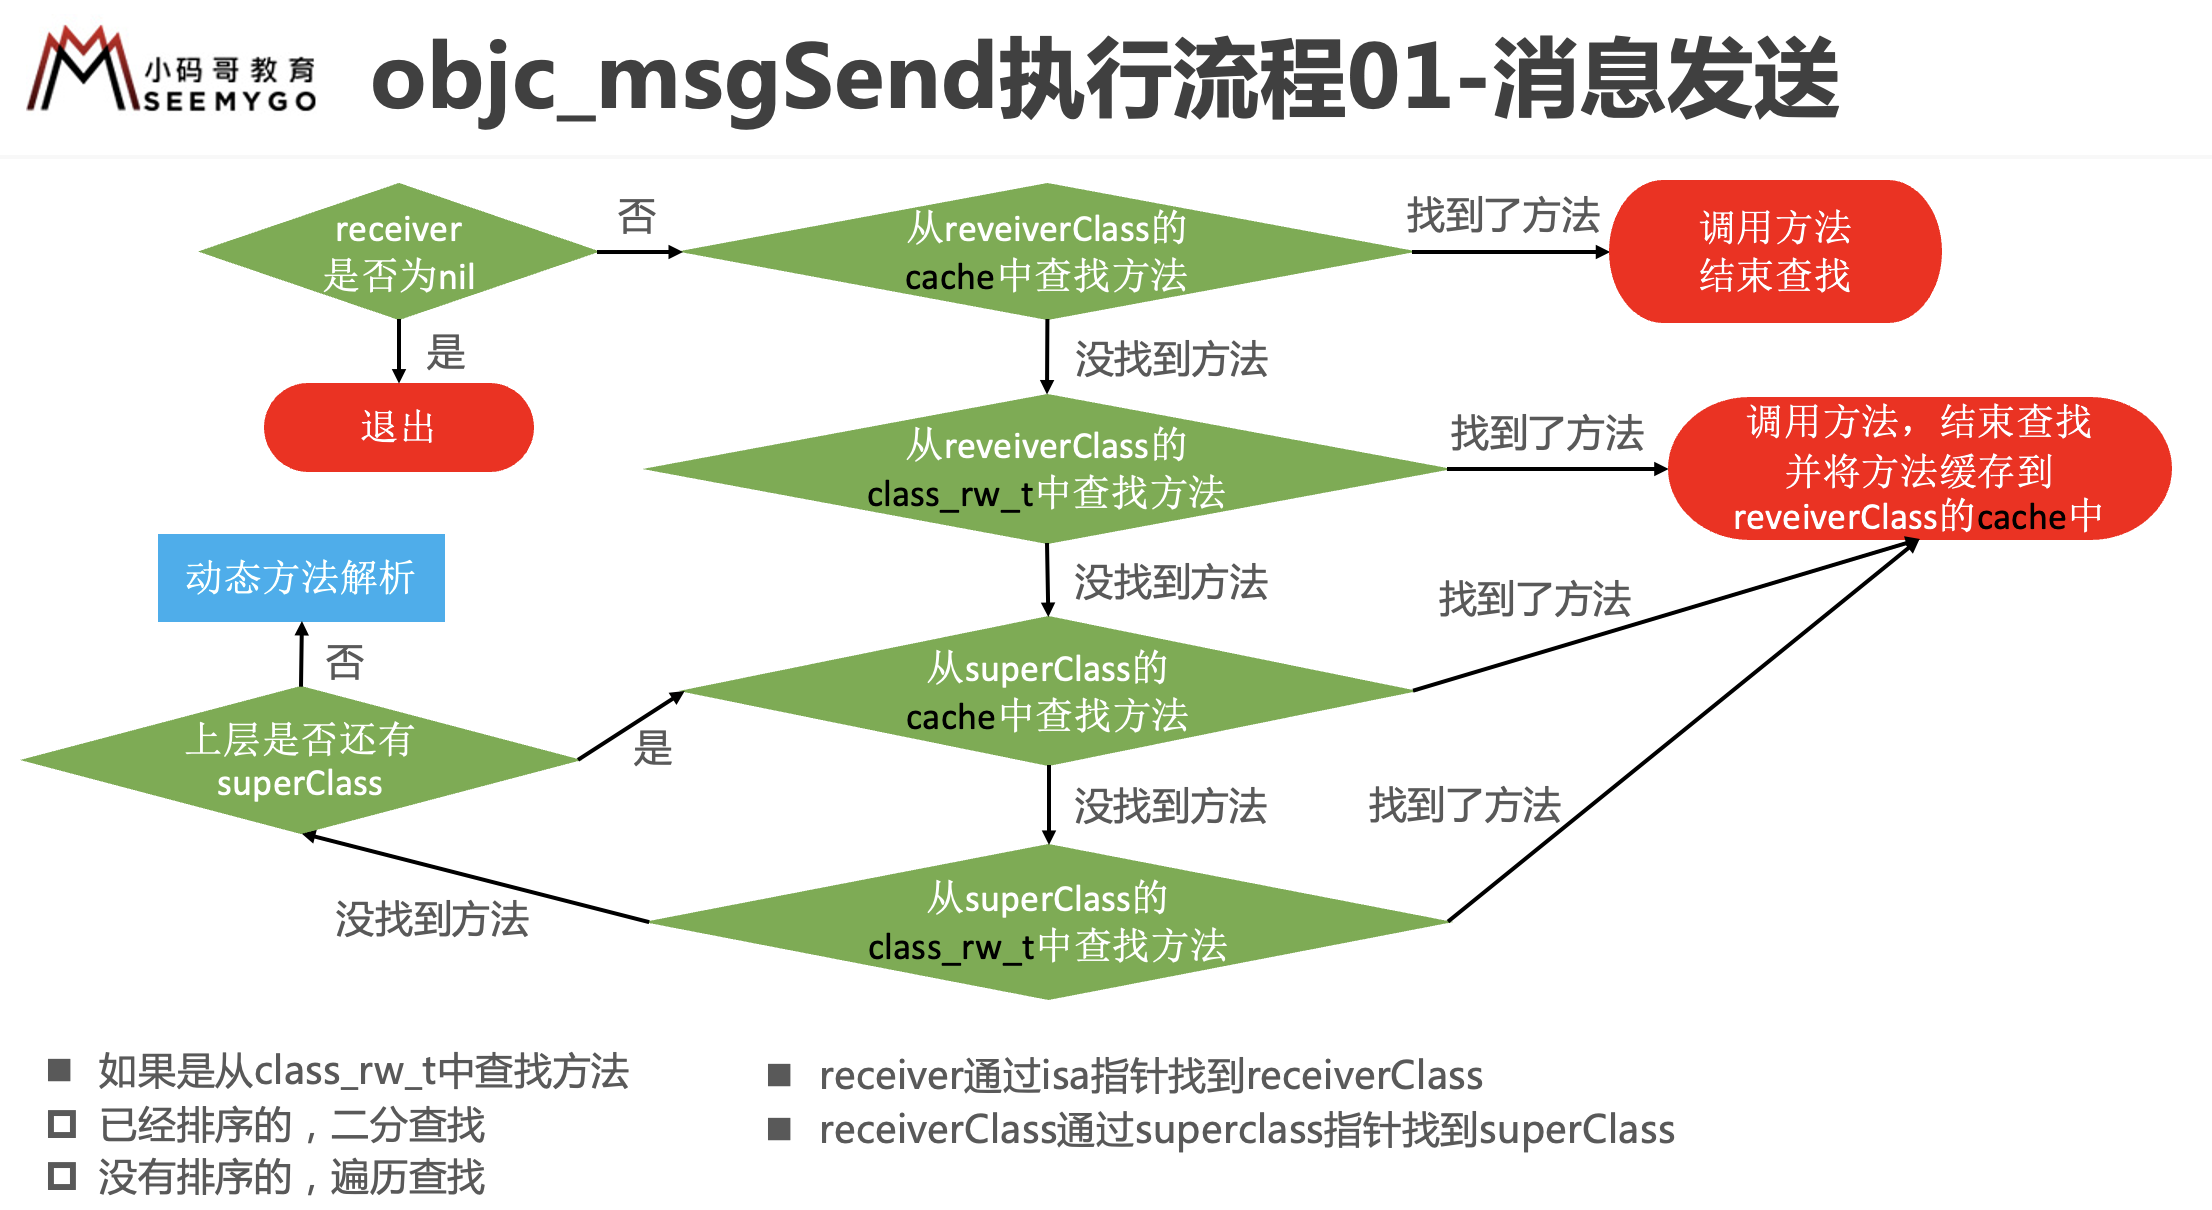 小码哥教育
SEEMYGO
objc_msgSend执行流程01-消息发送
receiver
是否为nil
否
从reveiverClass的
cache中查找方法
找到了方法
调用方法
结束查找
是
退出
没找到方法
从reveiverClass的
class_rw_t中查找方法
找到了方法
调用方法，结束查找
并将方法缓存到
reveiverClass的cache中
没找到方法
动态方法解析
否
从superClass的
cache中查找方法
找到了方法
上层是否还有
superClass
是
没找到方法
找到了方法
从superClass的
class_rw_t中查找方法
没找到方法
■ 如果是从class_rw_t中查找方法
□ 已经排序的，二分查找
□ 没有排序的，遍历查找
■ receiver通过isa指针找到receiverClass
■ receiverClass通过superclass指针找到superClass